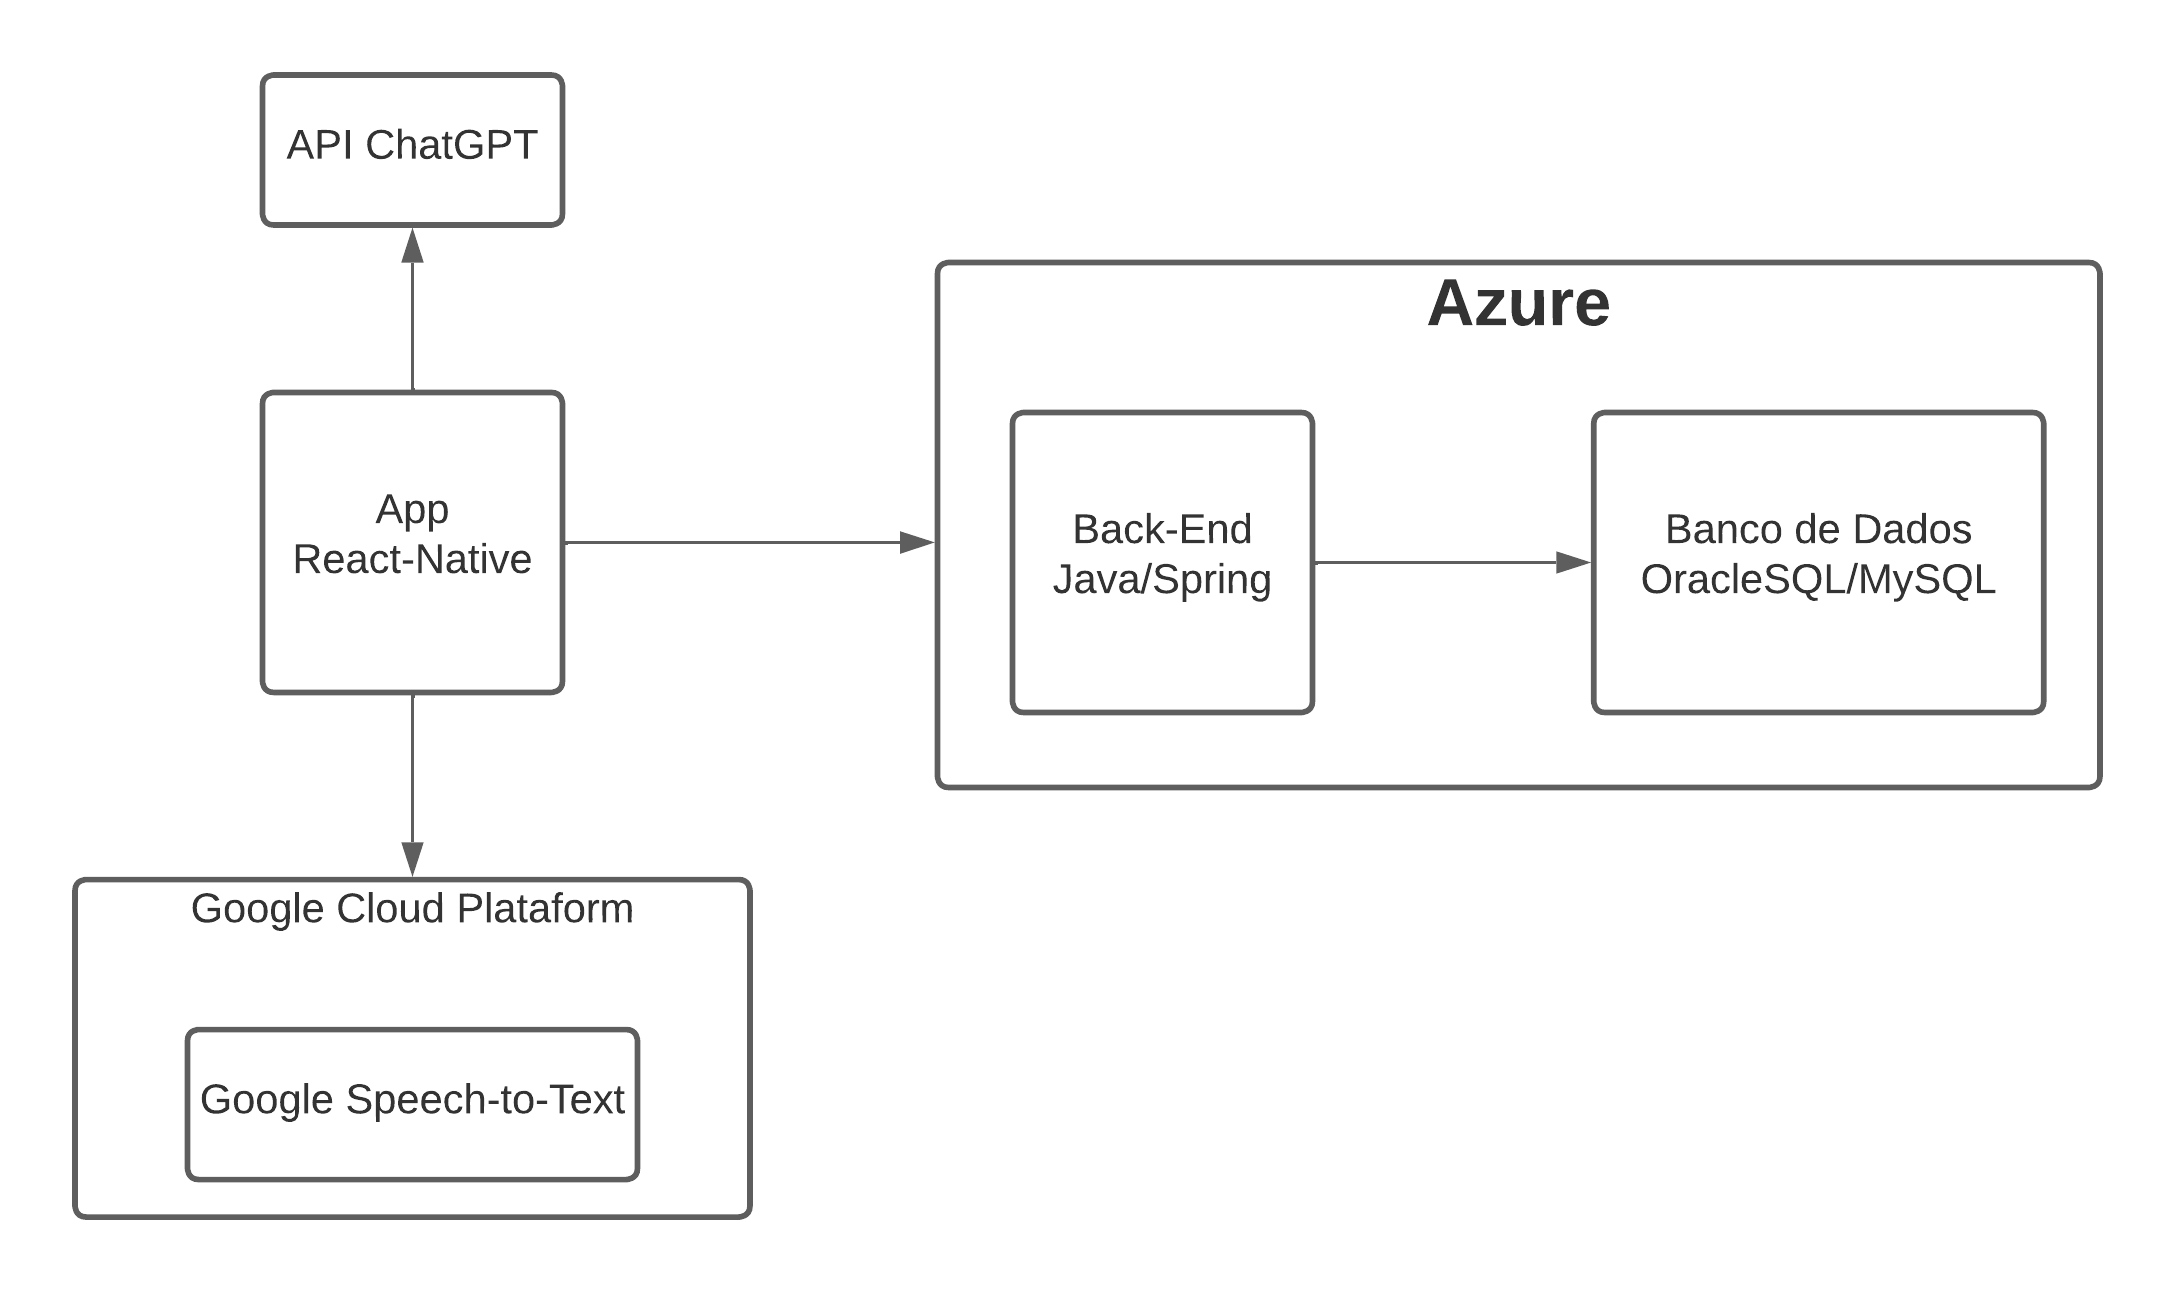 API ChatGPT
Azure
App
React-Native
Back-End
Java/Spring
Banco de Dados
OracleSQL/MySQL
Google Cloud Plataform
Google Speech-to-Text